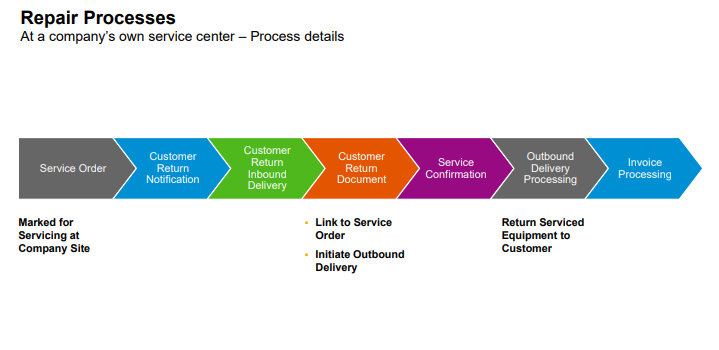 Repair Processes
At a company's own service center – Process details
Service Order
Customer
Return
Notification
Customer
Return
Inbound
Delivery
Customer
Return
Document
Service
Confirmation
Outbound
Delivery
Processing
Invoice
Processing
Marked for
Servicing at
Company Site
▪ Link to Service
Order
▪ Initiate Outbound
Delivery
Return Serviced
Equipment to
Customer